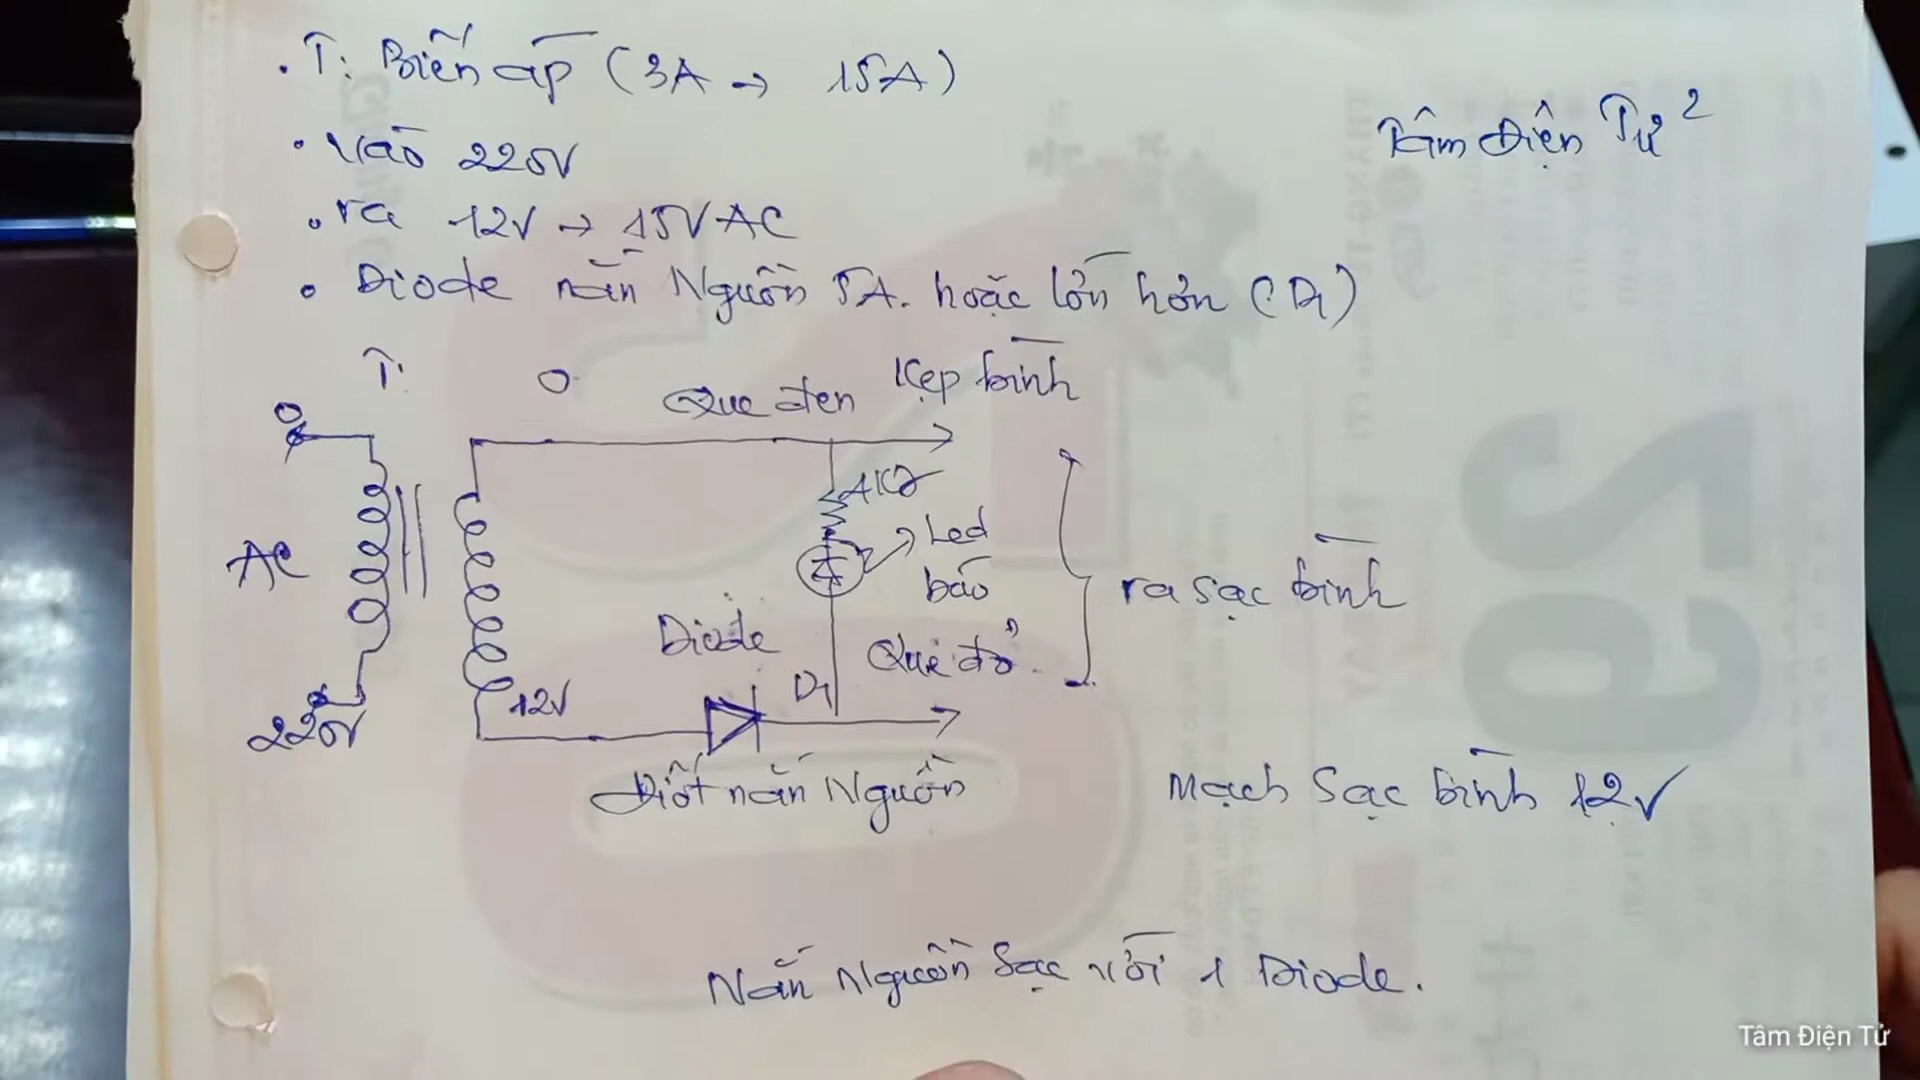 . T: Biến áp (3A → 15A)
Tâm Điện Tử 2
. Vào 220V
. ra 12V → 15VAC
. Diode nắn Nguồn 5A. hoặc lớn hơn (D1)
T.
O
Que đen
Kẹp bình
O
1KΩ
AC
Led
báo
ra sạc bình
Diode
Que đỏ
D1
12V
220V
Điốt nắn Nguồn
Mạch Sạc bình 12V
Nắn Nguồn Sạc với 1 Diode.
Tâm Điện Tử